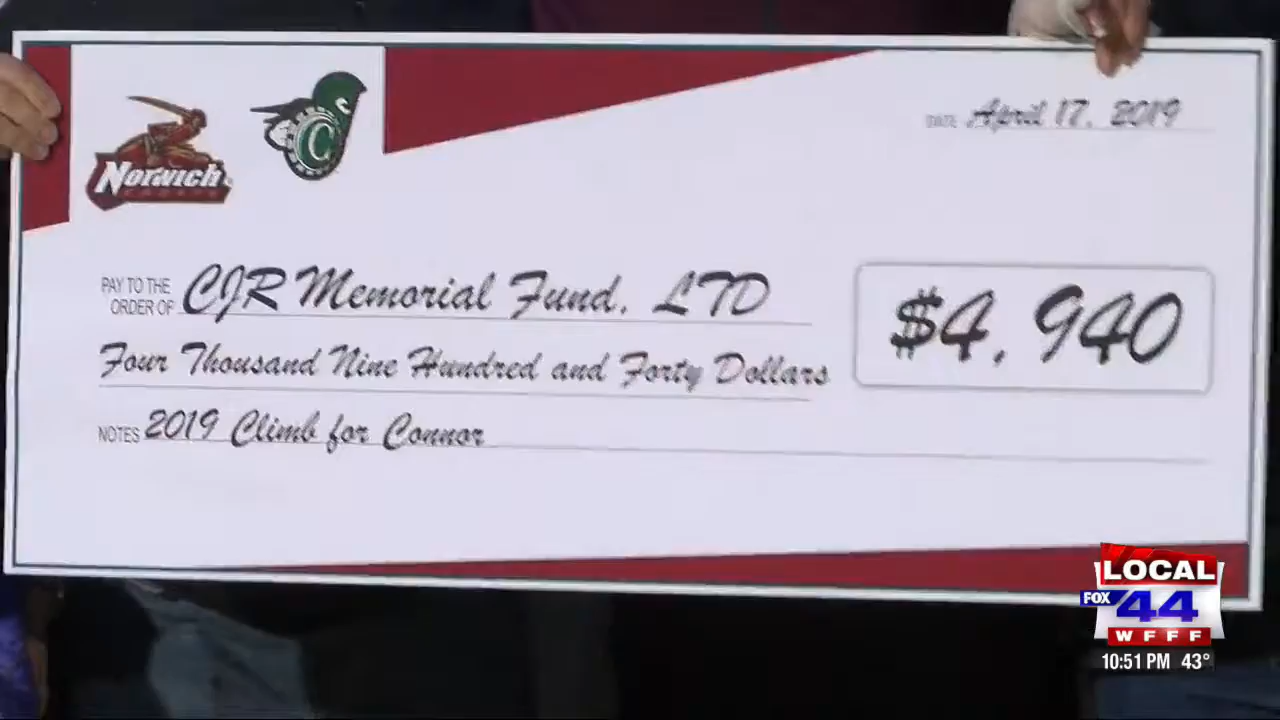 Norwich
C
DATE April 17, 2019
PAY TO THE
ORDER OF CJR Memorial Fund, LTD
$4,940
Four Thousand Nine Hundred and Forty Dollars
NOTES 2019 Climb for Connor
LOCAL
FOX 44
WFFF
10:51 PM 43°